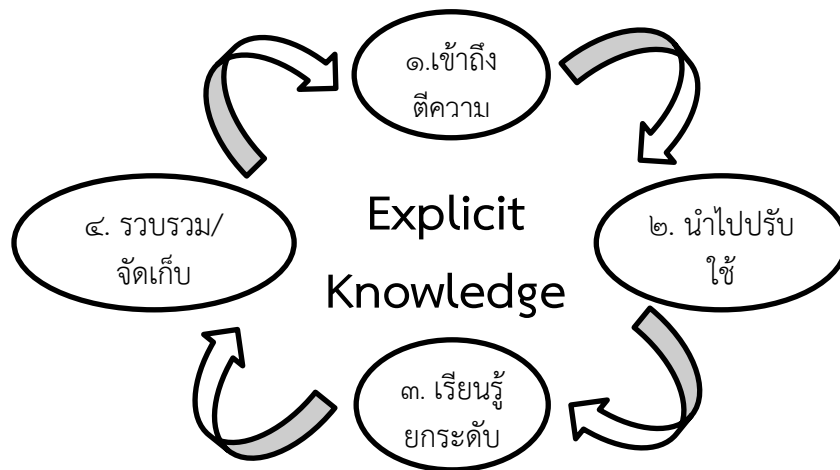 ๑.เข้าถึง
ตีความ
๒. นำไปปรับ
ใช้
๓. เรียนรู้
ยกระดับ
๔. รวบรวม/
จัดเก็บ
Explicit
Knowledge